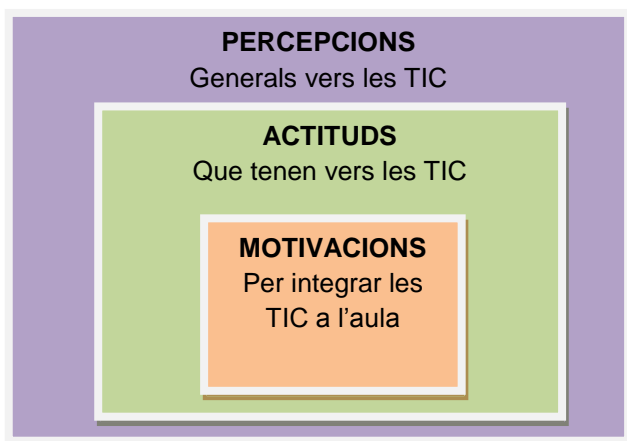 PERCEPCIONS
Generals vers les TIC
ACTITUDS
Que tenen vers les TIC
MOTIVACIONS
Per integrar les
TIC a l’aula